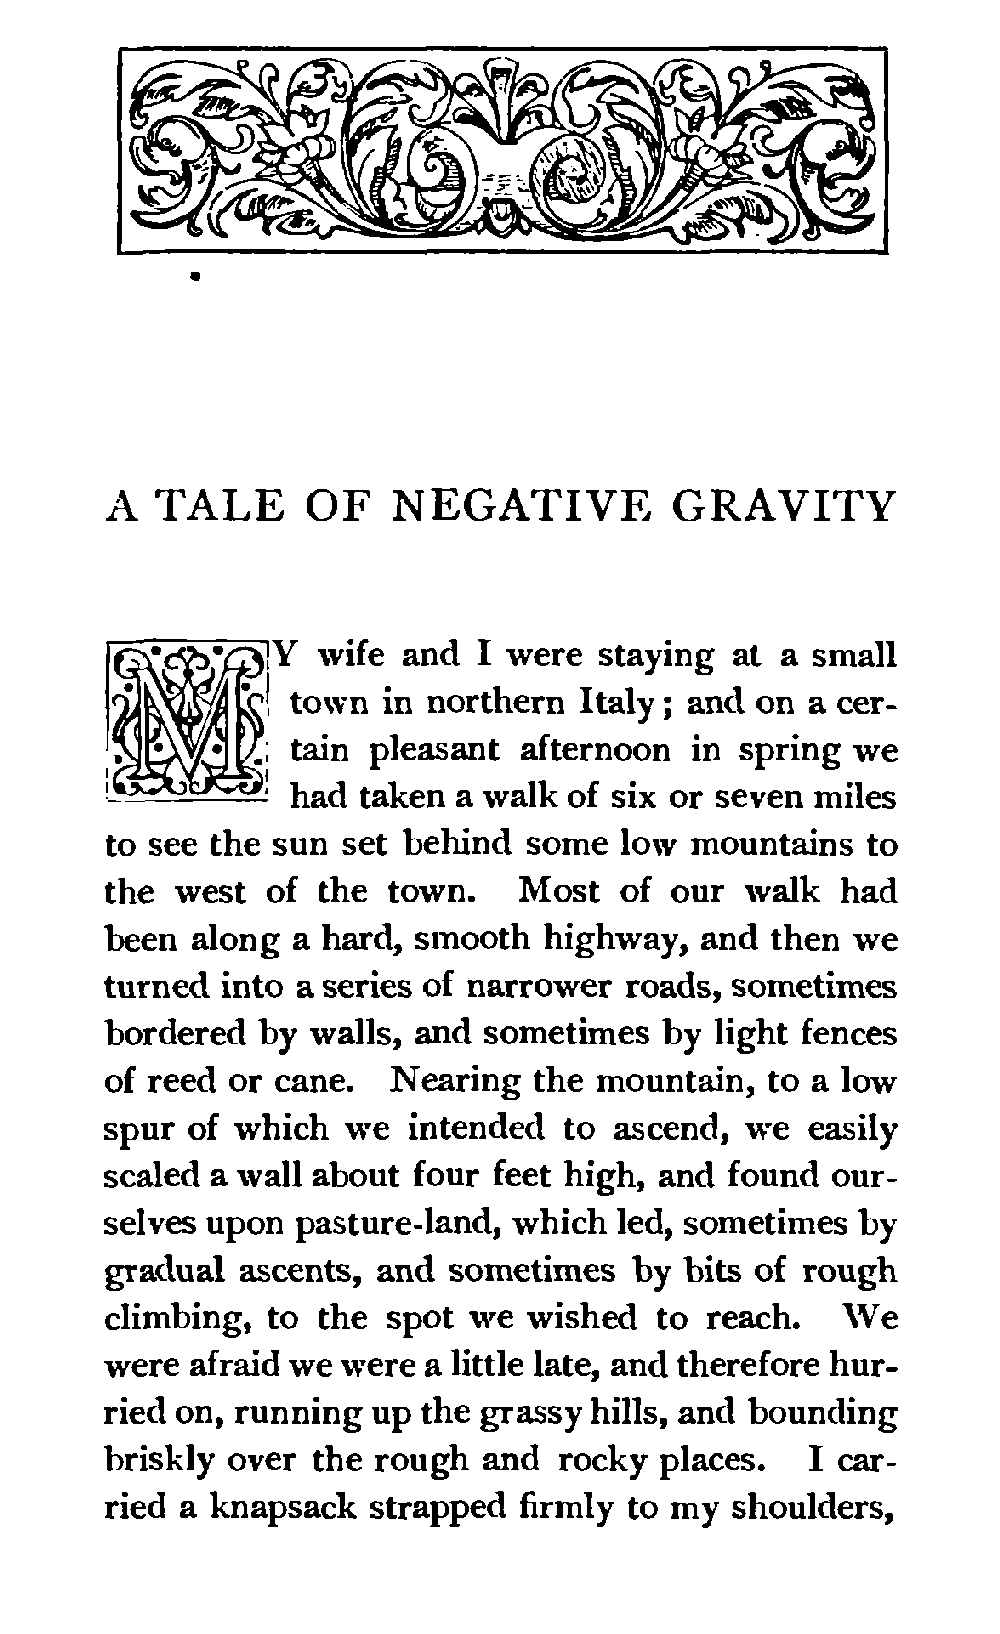 A TALE OF NEGATIVE GRAVITY
MY wife and I were staying at a small
town in northern Italy; and on a cer-
tain pleasant afternoon in spring we
had taken a walk of six or seven miles
to see the sun set behind some low mountains to
the west of the town. Most of our walk had
been along a hard, smooth highway, and then we
turned into a series of narrower roads, sometimes
bordered by walls, and sometimes by light fences
of reed or cane. Nearing the mountain, to a low
spur of which we intended to ascend, we easily
scaled a wall about four feet high, and found our-
selves upon pasture-land, which led, sometimes by
gradual ascents, and sometimes by bits of rough
climbing, to the spot we wished to reach. We
were afraid we were a little late, and therefore hur-
ried on, running up the grassy hills, and bounding
briskly over the rough and rocky places. I car-
ried a knapsack strapped firmly to my shoulders,